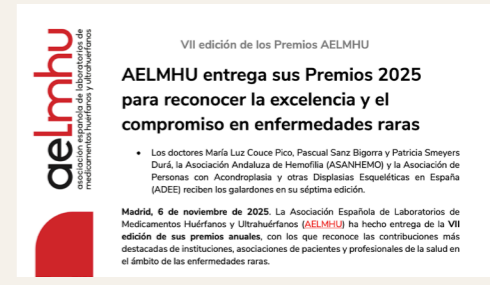 aelmhu
asociación española de laboratorios de
medicamentos huérfanos y ultrahuérfanos
VII edición de los Premios AELMHU
AELMHU entrega sus Premios 2025
para reconocer la excelencia y el
compromiso en enfermedades raras
• Los doctores María Luz Couce Pico, Pascual Sanz Bigorra y Patricia Smeyers
Durá, la Asociación Andaluza de Hemofilia (ASANHEMO) y la Asociación de
Personas con Acondroplasia y otras Displasias Esqueléticas en España
(ADEE) reciben los galardones en su séptima edición.
Madrid, 6 de noviembre de 2025. La Asociación Española de Laboratorios de
Medicamentos Huérfanos y Ultrahuérfanos (AELMHU) ha hecho entrega de la VII
edición de sus premios anuales, con los que reconoce las contribuciones más
destacadas de instituciones, asociaciones de pacientes y profesionales de la salud en
el ámbito de las enfermedades raras.